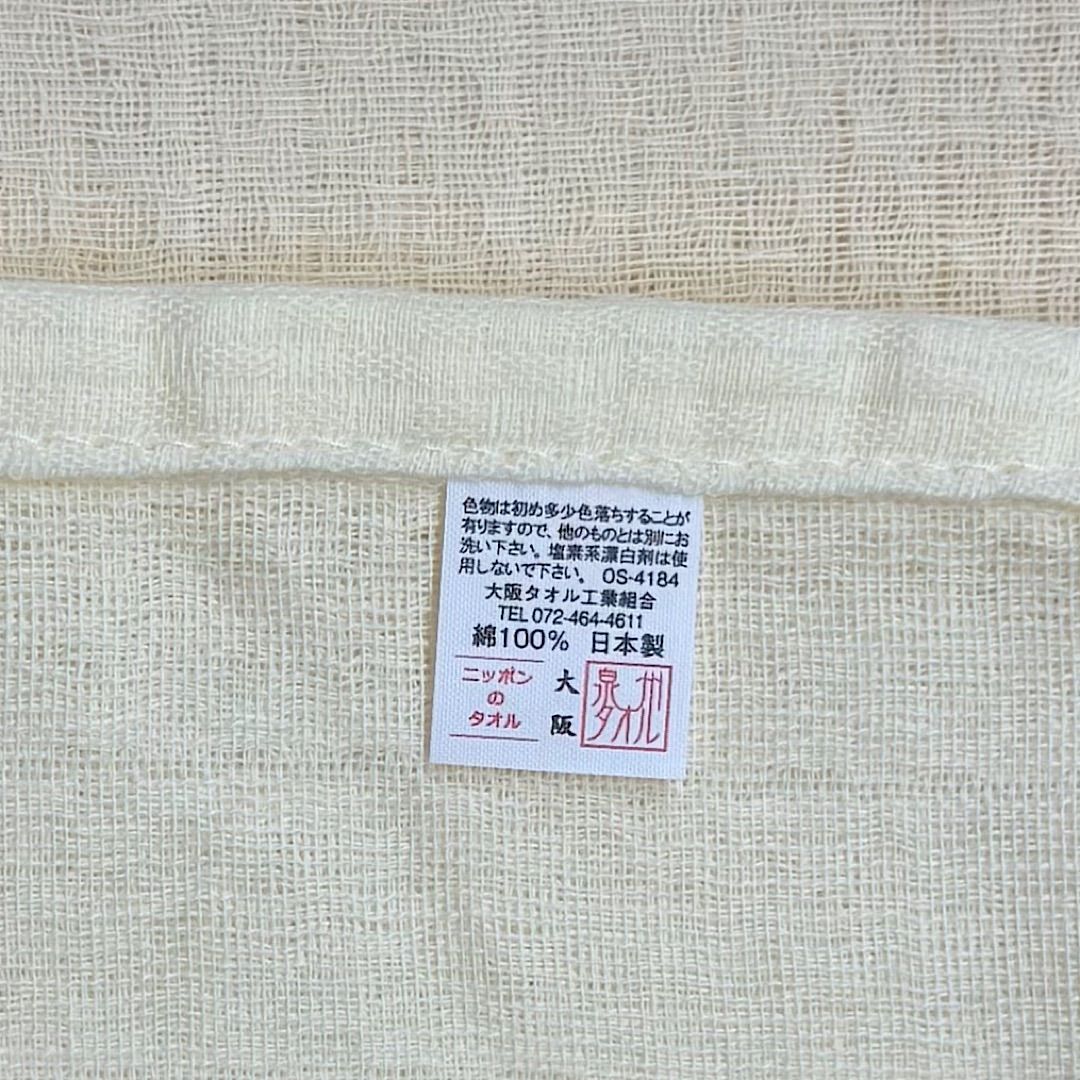 色物は初め多少色落ちすることが
有りますので、他のものとは別にお
洗い下さい。塩素系漂白剤は使
用しないで下さい。 OS-4184
大阪タオル工業組合
TEL 072-464-4611
綿100% 日本製
ニッポン
の
タオル
大
阪
泉州
タオル